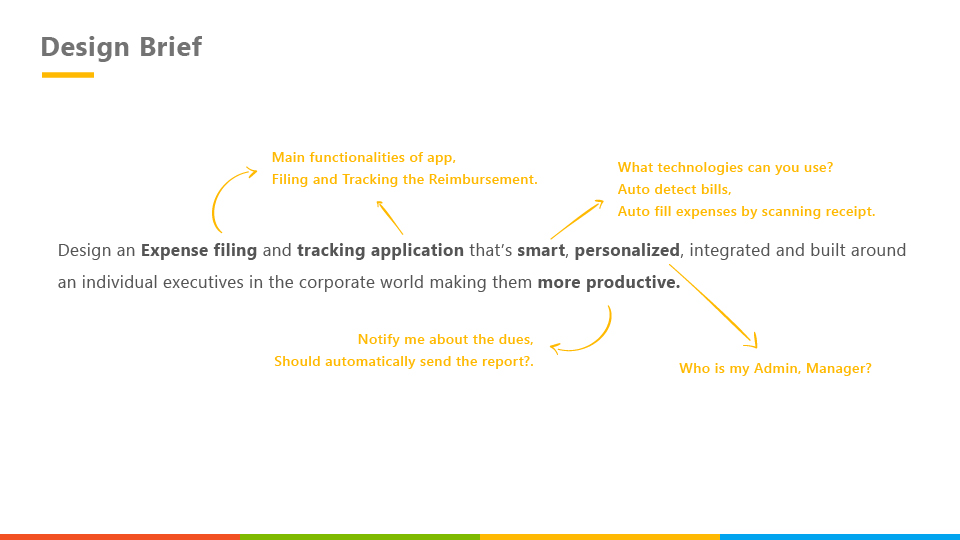 Design Brief
Main functionalities of app,
Filing and Tracking the Reimbursement.
What technologies can you use?
Auto detect bills,
Auto fill expenses by scanning receipt.
Design an Expense filing and tracking application that’s smart, personalized, integrated and built around
an individual executives in the corporate world making them more productive.
Notify me about the dues,
Should automatically send the report?.
Who is my Admin, Manager?